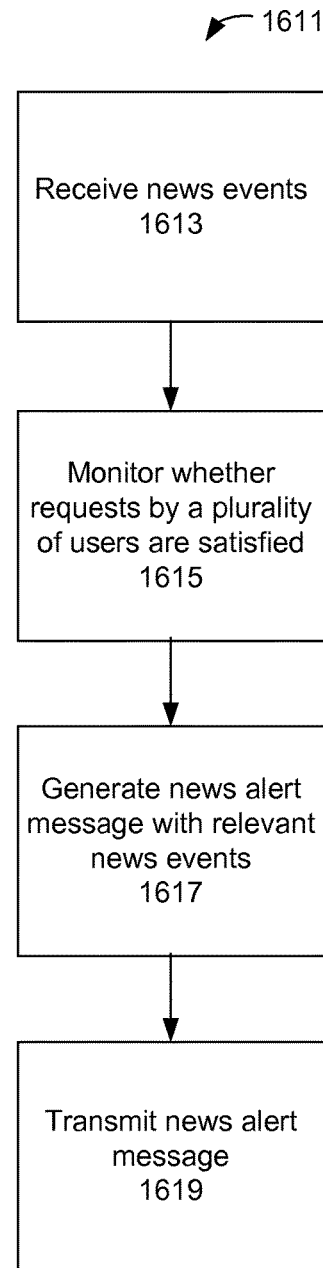 1611
Receive news events
1613
Monitor whether
requests by a plurality
of users are satisfied
1615
Generate news alert
message with relevant
news events
1617
Transmit news alert
message
1619